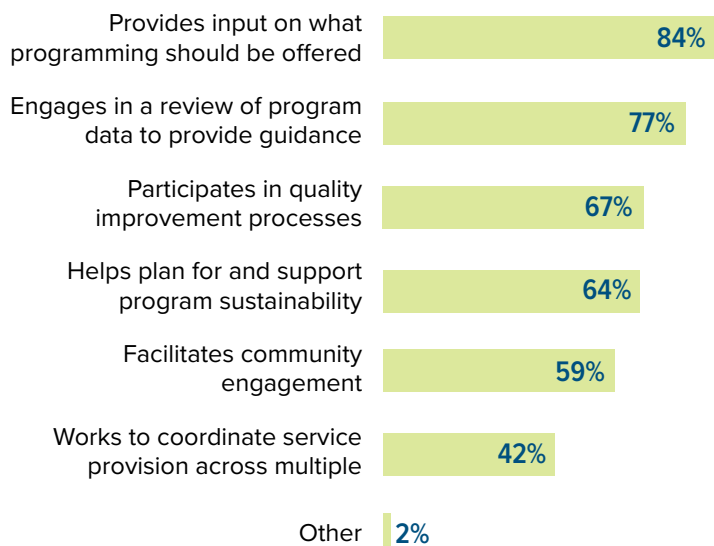 Provides input on what
programming should be offered
84%
Engages in a review of program
data to provide guidance
77%
Participates in quality
improvement processes
67%
Helps plan for and support
program sustainability
64%
Facilitates community
engagement
59%
Works to coordinate service
provision across multiple
42%
Other
2%